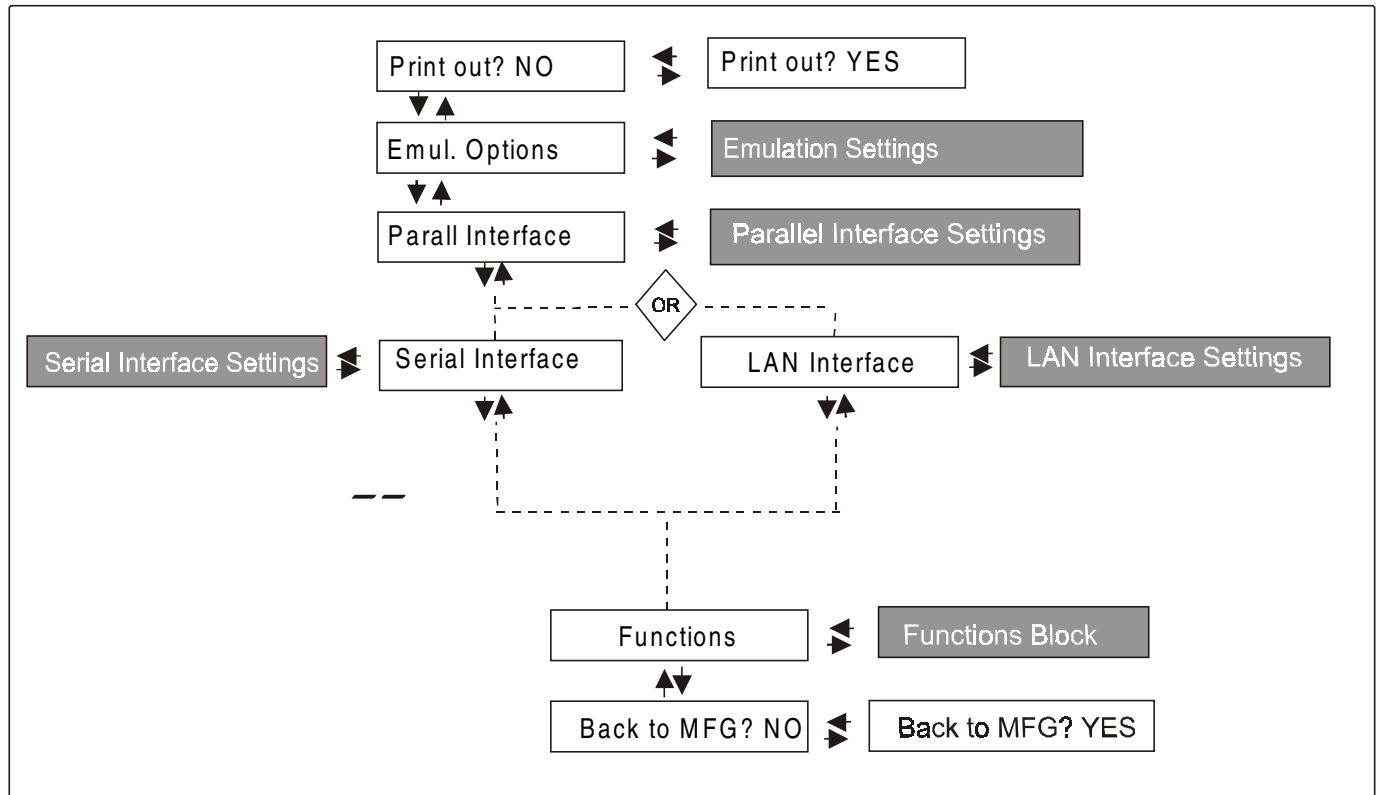 Print out? NO
Print out? YES
Emul. Options
Emulation Settings
Parall Interface
Parallel Interface Settings
OR
Serial Interface Settings
Serial Interface
LAN Interface
LAN Interface Settings
Functions
Functions Block
Back to MFG? NO
Back to MFG? YES